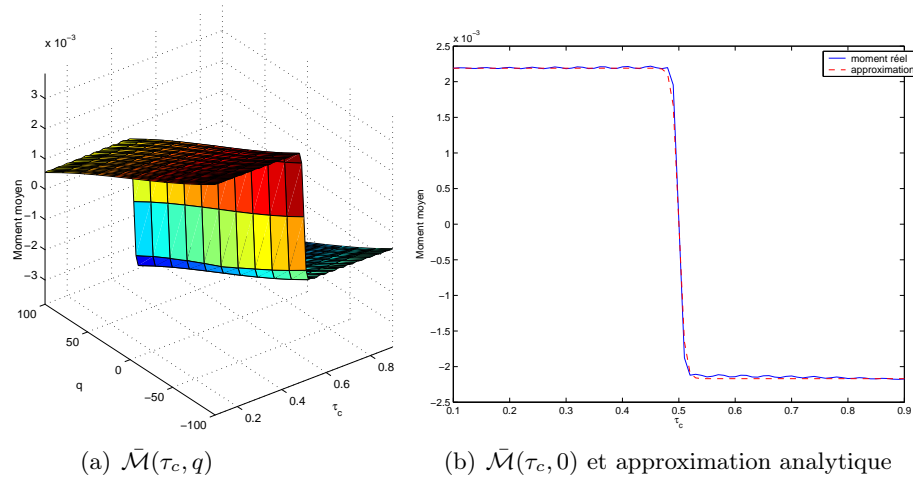 x 10⁻³
3
2
1
0
−1
−2
−3
Moment moyen
100
50
0
−50
−100
q
0.2
0.4
0.6
0.8
τc
x 10⁻³
2.5
2
1.5
1
0.5
0
−0.5
−1
−1.5
−2
−2.5
Moment moyen
0.1 0.2 0.3 0.4 0.5 0.6 0.7 0.8 0.9
τc
moment réel
approximation
(a) M̄(τc, q)
(b) M̄(τc, 0) et approximation analytique